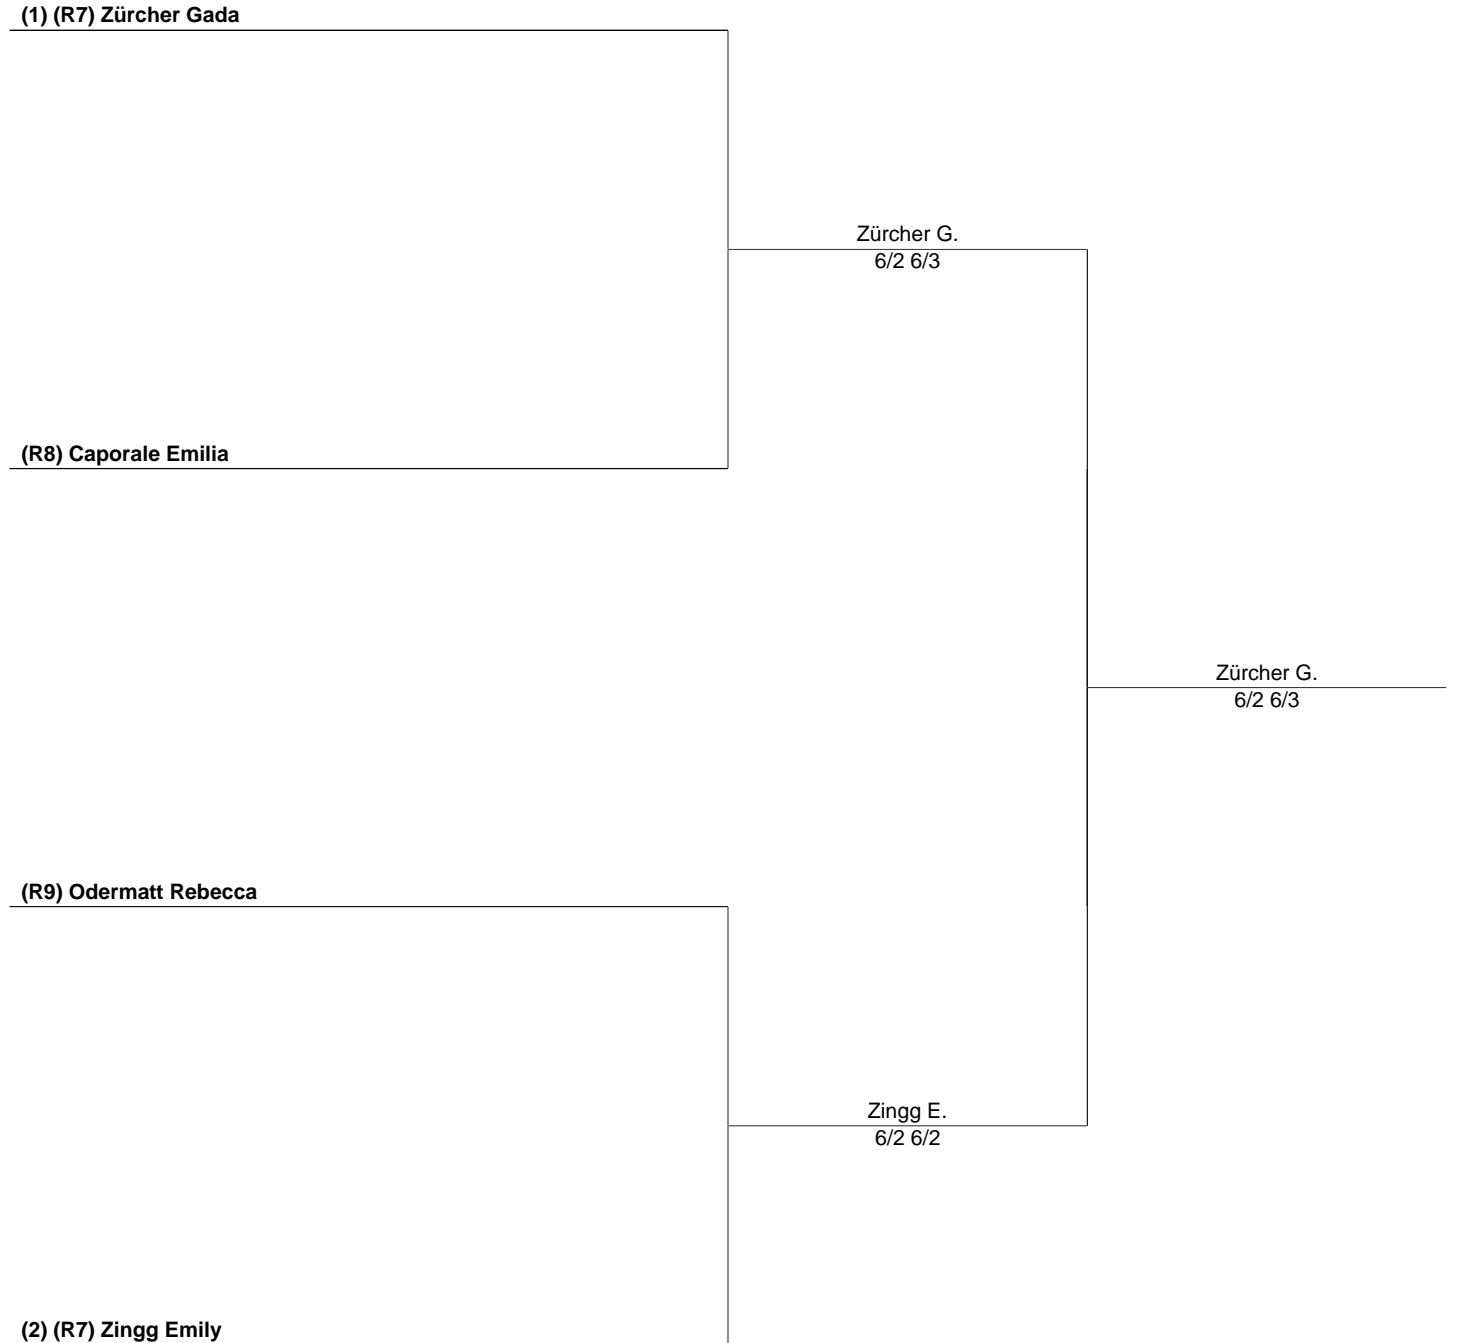 (1) (R7) Zürcher Gada
Zürcher G.
6/2 6/3
(R8) Caporale Emilia
Zürcher G.
6/2 6/3
(R9) Odermatt Rebecca
Zingg E.
6/2 6/2
(2) (R7) Zingg Emily